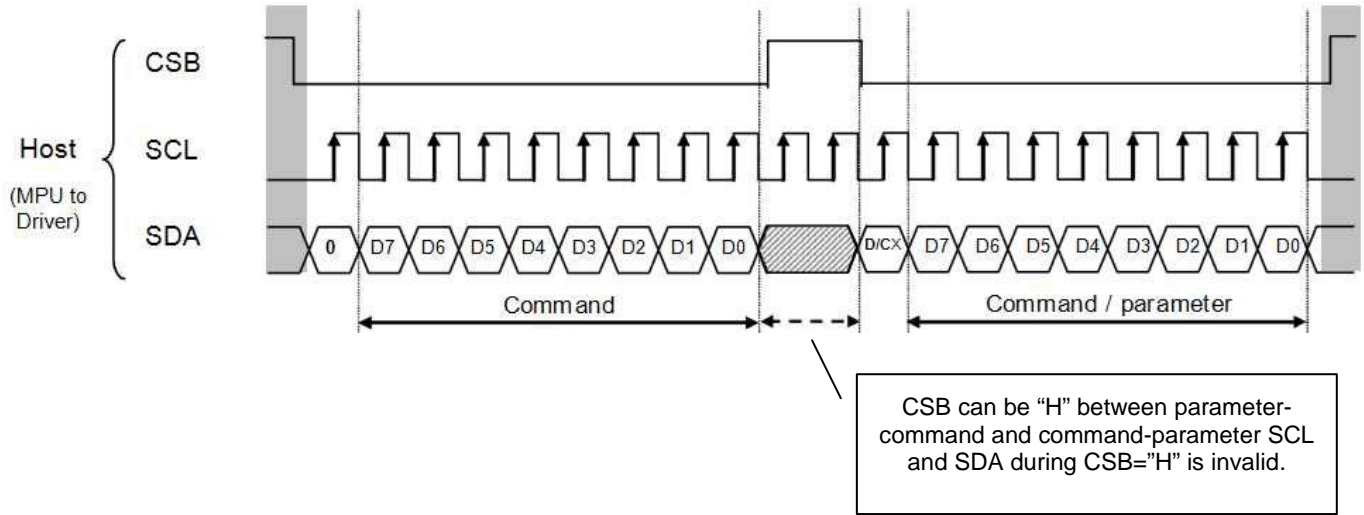 CSB
Host
(MPU to
Driver)
SCL
SDA
0 D7 D6 D5 D4 D3 D2 D1 D0 D/CX D7 D6 D5 D4 D3 D2 D1 D0
Command
Command / parameter
CSB can be “H” between parameter-
command and command-parameter SCL
and SDA during CSB=”H” is invalid.